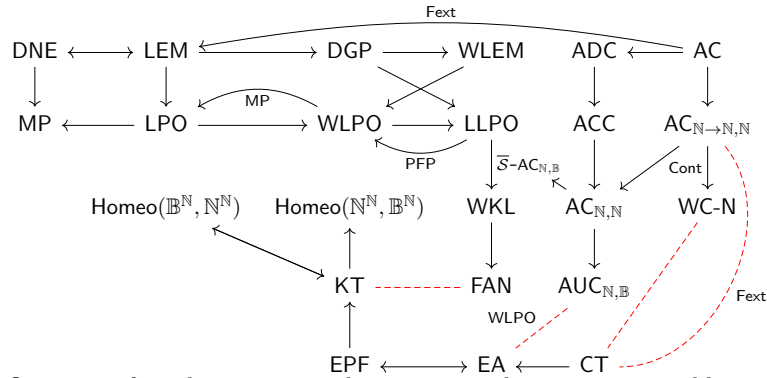 Fext
DNE LEM DGP WLEM ADC AC
MP
MP LPO WLPO LLPO ACC AC_{ℕ→ℕ,ℕ}
PFP S̅-AC_{ℕ,𝔹} Cont
Homeo(𝔹^ℕ, ℕ^ℕ) Homeo(ℕ^ℕ, 𝔹^ℕ) WKL AC_{ℕ,ℕ} WC-N
KT FAN AUC_{ℕ,𝔹} Fext
WLPO
EPF EA CT